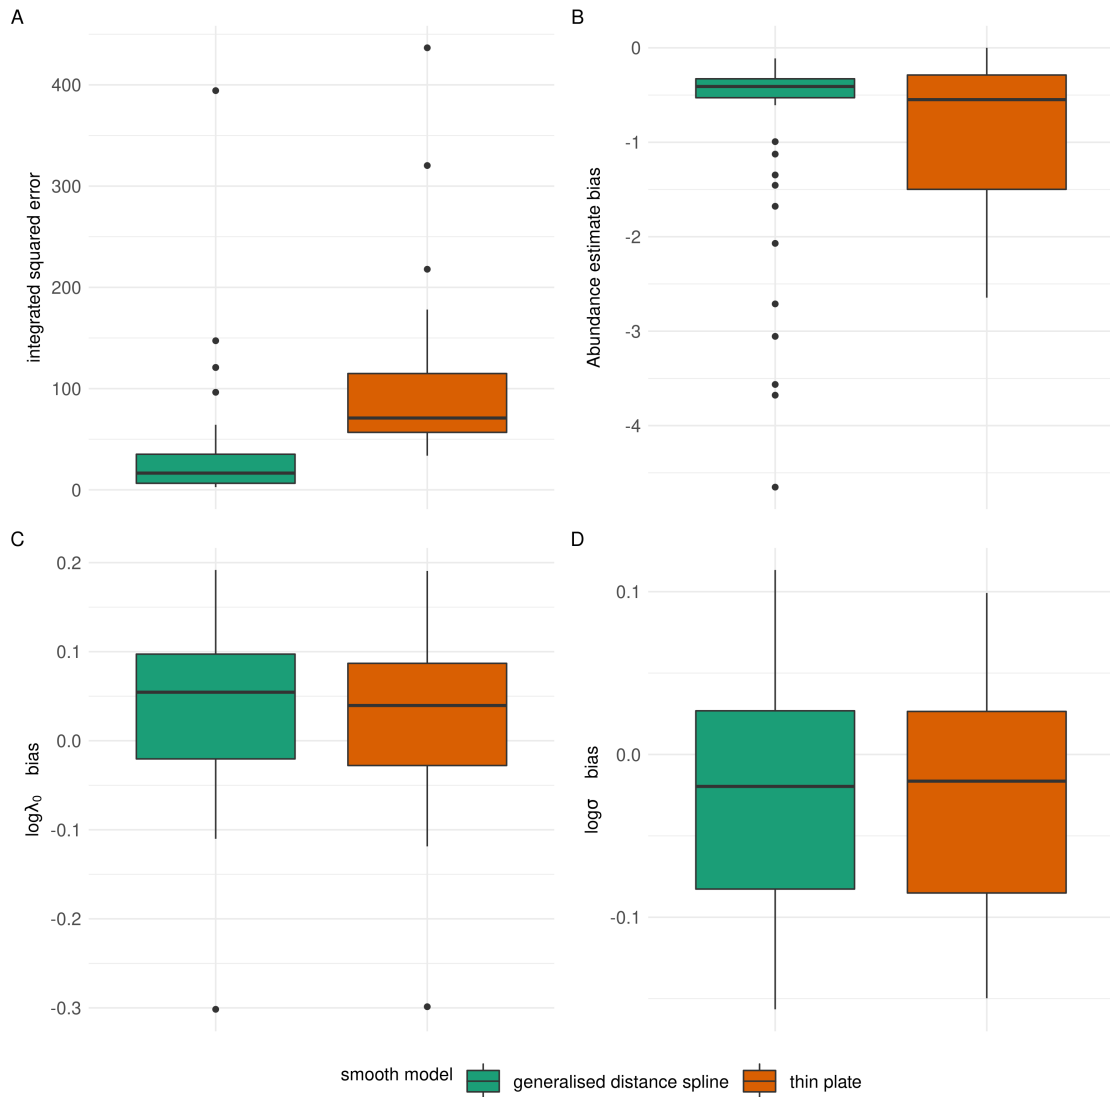 A
integrated squared error
400
300
200
100
0
B
Abundance estimate bias
0
-1
-2
-3
-4
C
logλ₀ bias
0.2
0.1
0.0
-0.1
-0.2
-0.3
D
logσ bias
0.1
0.0
-0.1
smooth model generalised distance spline thin plate